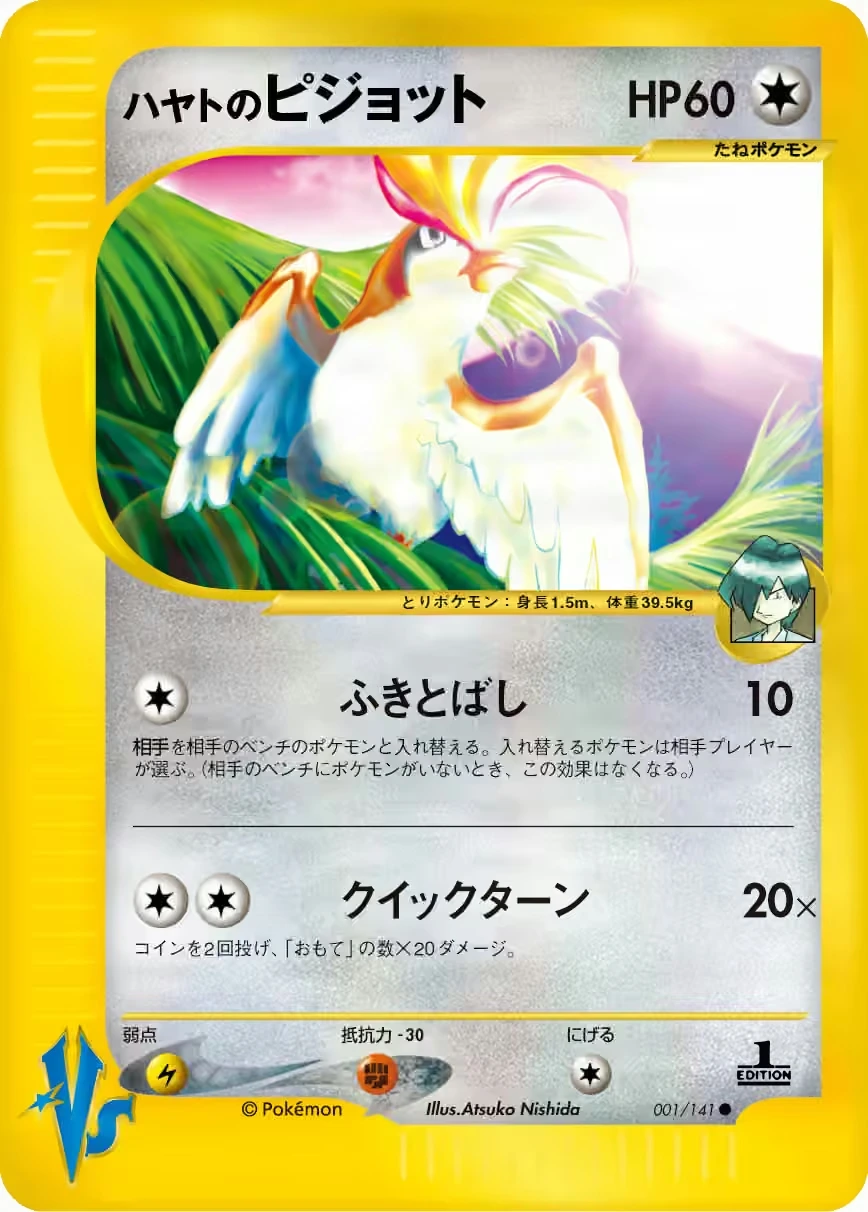 ハヤトのピジョット HP60
たねポケモン
とりポケモン：身長1.5m、体重39.5kg
ふきとばし 10
相手を相手のベンチのポケモンと入れ替える。入れ替えるポケモンは相手プレイヤー
が選ぶ。（相手のベンチにポケモンがいないとき、この効果はなくなる。）
クイックターン 20×
コインを2回投げ、「おもて」の数×20ダメージ。
弱点 抵抗力 -30 にげる
1
EDITION
VS
© Pokémon Illus.Atsuko Nishida 001/141 ●